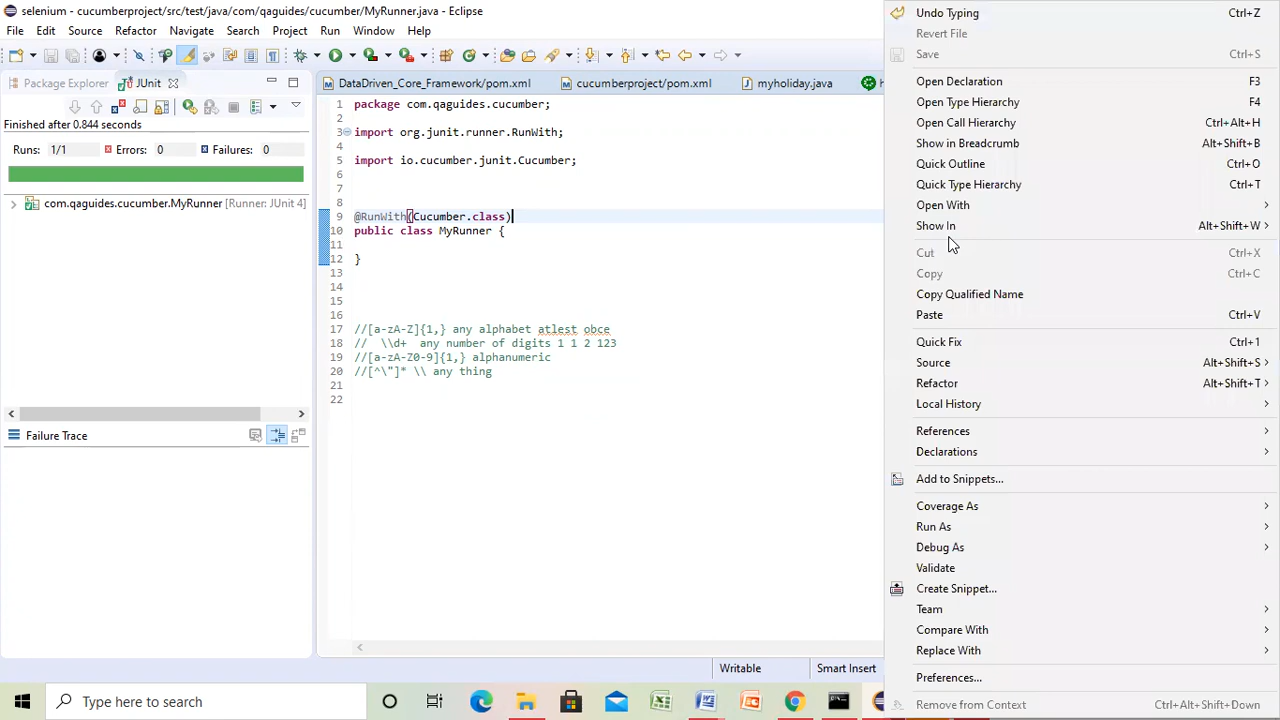 selenium - cucumberproject/src/test/java/com/qaguides/cucumber/MyRunner.java - Eclipse
File Edit Source Refactor Navigate Search Project Run Window Help
Package Explorer JUnit
Finished after 0.844 seconds
Runs: 1/1 Errors: 0 Failures: 0
com.qaguides.cucumber.MyRunner [Runner: JUnit 4]
Failure Trace
DataDriven_Core_Framework/pom.xml cucumberproject/pom.xml myholiday.java
1 package com.qaguides.cucumber;
2
3 import org.junit.runner.RunWith;
5 import io.cucumber.junit.Cucumber;
6
7
8
9 @RunWith(Cucumber.class)
10 public class MyRunner {
11
12 }
13
14
15
16
17 //[a-zA-Z]{1,} any alphabet atlest obce
18 // \\d+ any number of digits 1 1 2 123
19 //[a-zA-Z0-9]{1,} alphanumeric
20 //[^\"]* \\ any thing
21
22
Writable Smart Insert
Undo Typing Ctrl+Z
Revert File
Save Ctrl+S
Open Declaration F3
Open Type Hierarchy F4
Open Call Hierarchy Ctrl+Alt+H
Show in Breadcrumb Alt+Shift+B
Quick Outline Ctrl+O
Quick Type Hierarchy Ctrl+T
Open With
Show In Alt+Shift+W
Cut Ctrl+X
Copy Ctrl+C
Copy Qualified Name
Paste Ctrl+V
Quick Fix Ctrl+1
Source Alt+Shift+S
Refactor Alt+Shift+T
Local History
References
Declarations
Add to Snippets...
Coverage As
Run As
Debug As
Validate
Create Snippet...
Team
Compare With
Replace With
Preferences...
Remove from Context Ctrl+Alt+Shift+Down
Type here to search